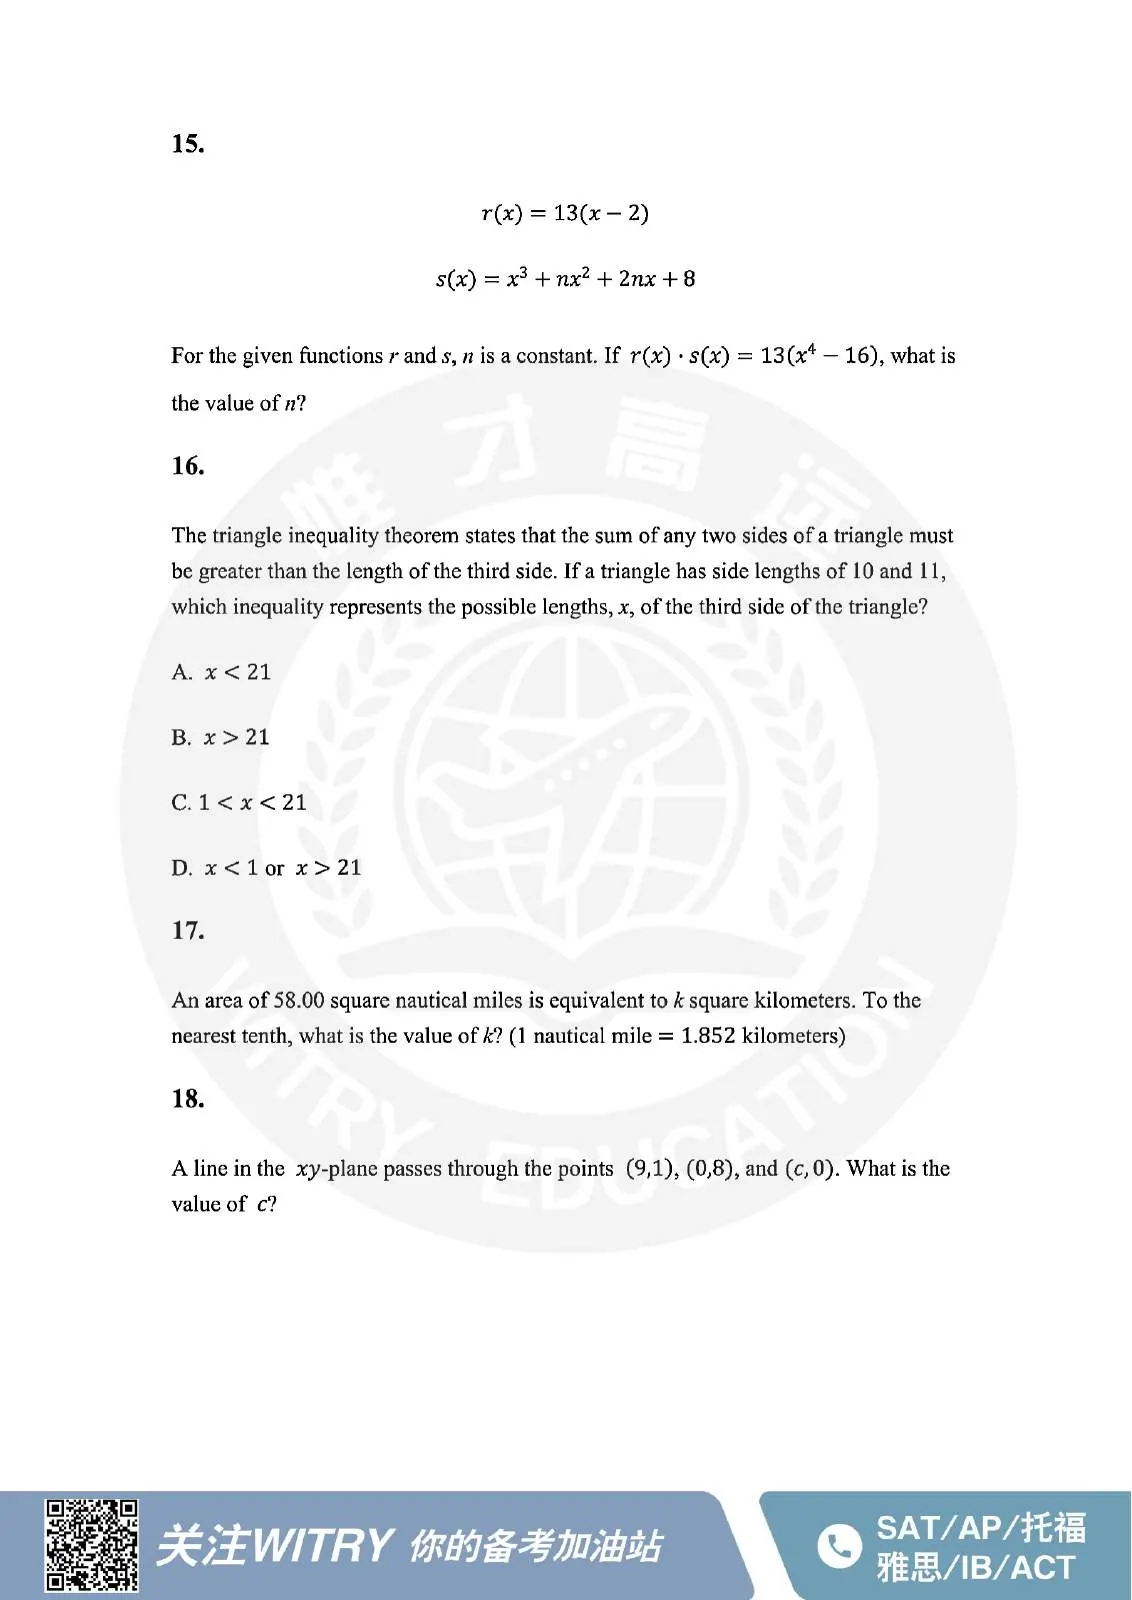 15.
r(x) = 13(x − 2)
s(x) = x³ + nx² + 2nx + 8
For the given functions r and s, n is a constant. If r(x) · s(x) = 13(x⁴ − 16), what is
the value of n?
16.
The triangle inequality theorem states that the sum of any two sides of a triangle must
be greater than the length of the third side. If a triangle has side lengths of 10 and 11,
which inequality represents the possible lengths, x, of the third side of the triangle?
A. x < 21
B. x > 21
C. 1 < x < 21
D. x < 1 or x > 21
17.
An area of 58.00 square nautical miles is equivalent to k square kilometers. To the
nearest tenth, what is the value of k? (1 nautical mile = 1.852 kilometers)
18.
A line in the xy-plane passes through the points (9,1), (0,8), and (c, 0). What is the
value of c?
惟才高远
WITRY EDUCATION
关注WITRY 你的备考加油站
SAT/AP/托福
雅思/IB/ACT